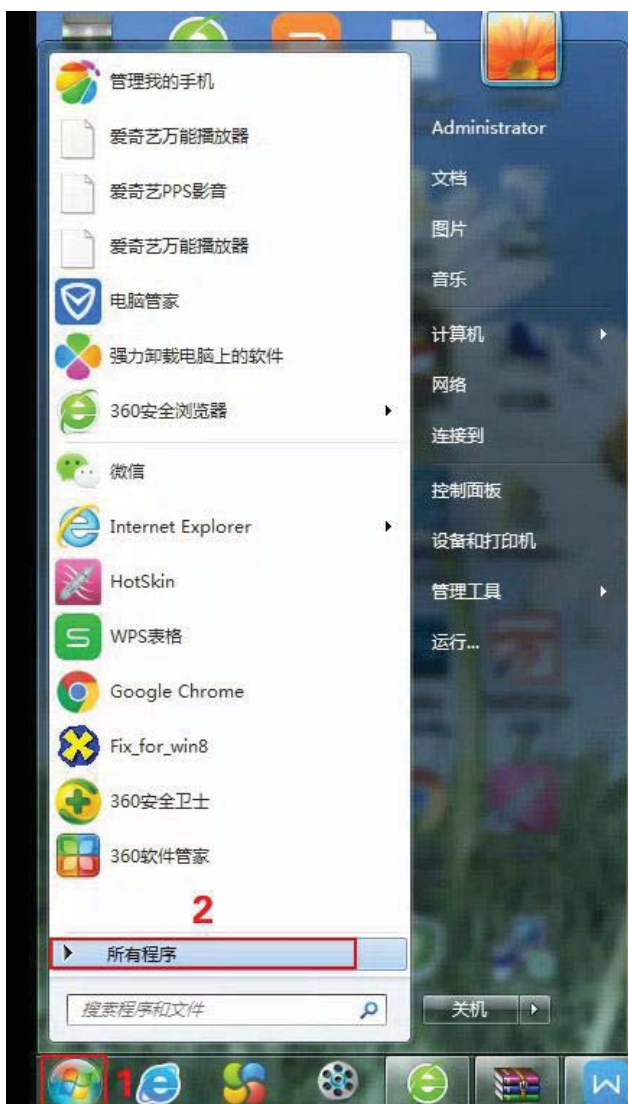 管理我的手机
爱奇艺万能播放器
爱奇艺PPS影音
爱奇艺万能播放器
电脑管家
强力卸载电脑上的软件
360安全浏览器
微信
Internet Explorer
HotSkin
WPS表格
Google Chrome
Fix_for_win8
360安全卫士
360软件管家
2
所有程序
搜索程序和文件
Administrator
文档
图片
音乐
计算机
网络
连接到
控制面板
设备和打印机
管理工具
运行...
关机
1